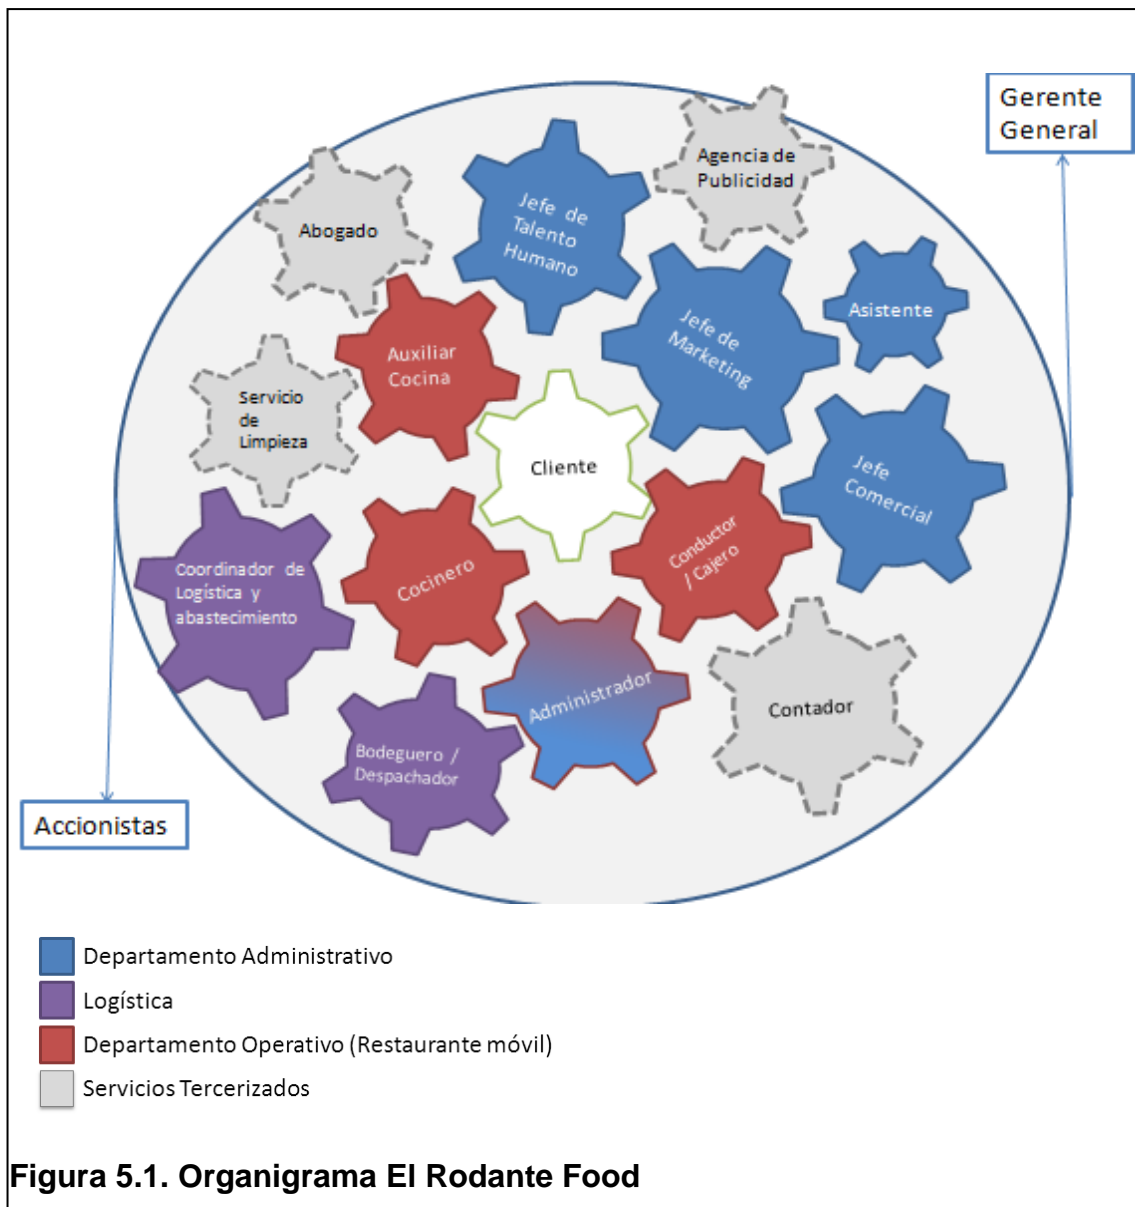 Gerente
General
Agencia de
Publicidad
Abogado
Jefe de
Talento
Humano
Asistente
Jefe de
Marketing
Auxiliar
Cocina
Servicio
de
Limpieza
Cliente
Jefe
Comercial
Conductor
/ Cajero
Cocinero
Coordinador de
Logística y
abastecimiento
Administrador
Contador
Bodeguero /
Despachador
Accionistas
Departamento Administrativo
Logística
Departamento Operativo (Restaurante móvil)
Servicios Tercerizados
Figura 5.1. Organigrama El Rodante Food